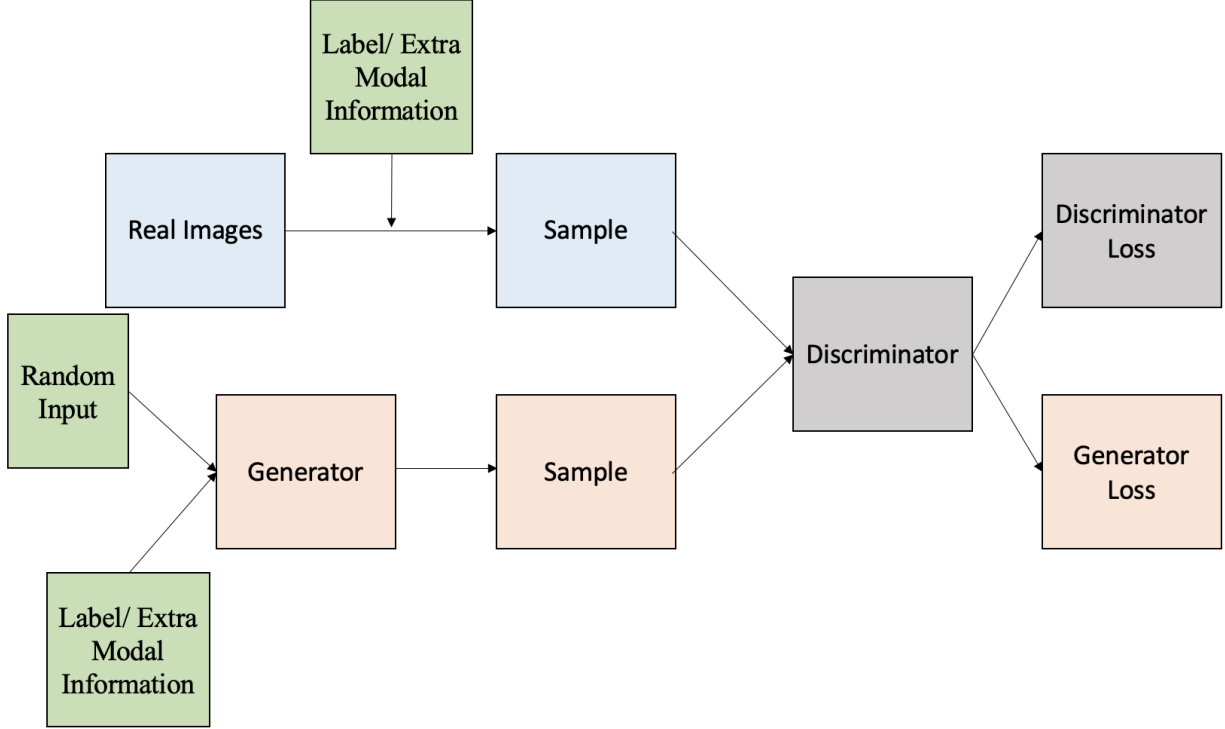 Label/ Extra
Modal
Information
Real Images
Sample
Discriminator
Loss
Random
Input
Discriminator
Generator
Sample
Generator
Loss
Label/ Extra
Modal
Information